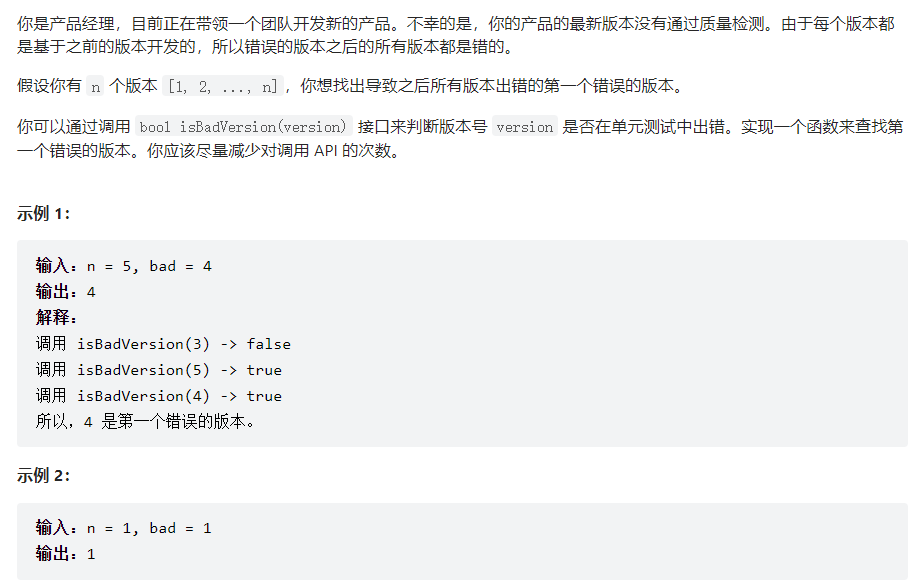 你是产品经理，目前正在带领一个团队开发新的产品。不幸的是，你的产品的最新版本没有通过质量检测。由于每个版本都
是基于之前的版本开发的，所以错误的版本之后的所有版本都是错的。
假设你有 n 个版本 [1, 2, ..., n]，你想找出导致之后所有版本出错的第一个错误的版本。
你可以通过调用 bool isBadVersion(version) 接口来判断版本号 version 是否在单元测试中出错。实现一个函数来查找第
一个错误的版本。你应该尽量减少对调用 API 的次数。
示例 1：
输入：n = 5, bad = 4
输出：4
解释：
调用 isBadVersion(3) -> false
调用 isBadVersion(5) -> true
调用 isBadVersion(4) -> true
所以，4 是第一个错误的版本。
示例 2：
输入：n = 1, bad = 1
输出：1